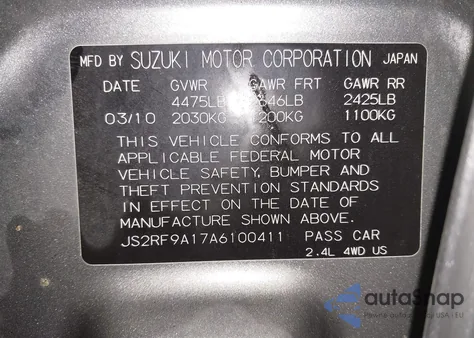 MFD BY SUZUKI MOTOR CORPORATION JAPAN
DATE GVWR GAWR FRT GAWR RR
4475LB 2646LB 2425LB
03/10 2030KG 1200KG 1100KG
THIS VEHICLE CONFORMS TO ALL
APPLICABLE FEDERAL MOTOR
VEHICLE SAFETY, BUMPER AND
THEFT PREVENTION STANDARDS
IN EFFECT ON THE DATE OF
MANUFACTURE SHOWN ABOVE.
JS2RF9A17A6100411 PASS CAR
2.4L 4WD US
autoSnap